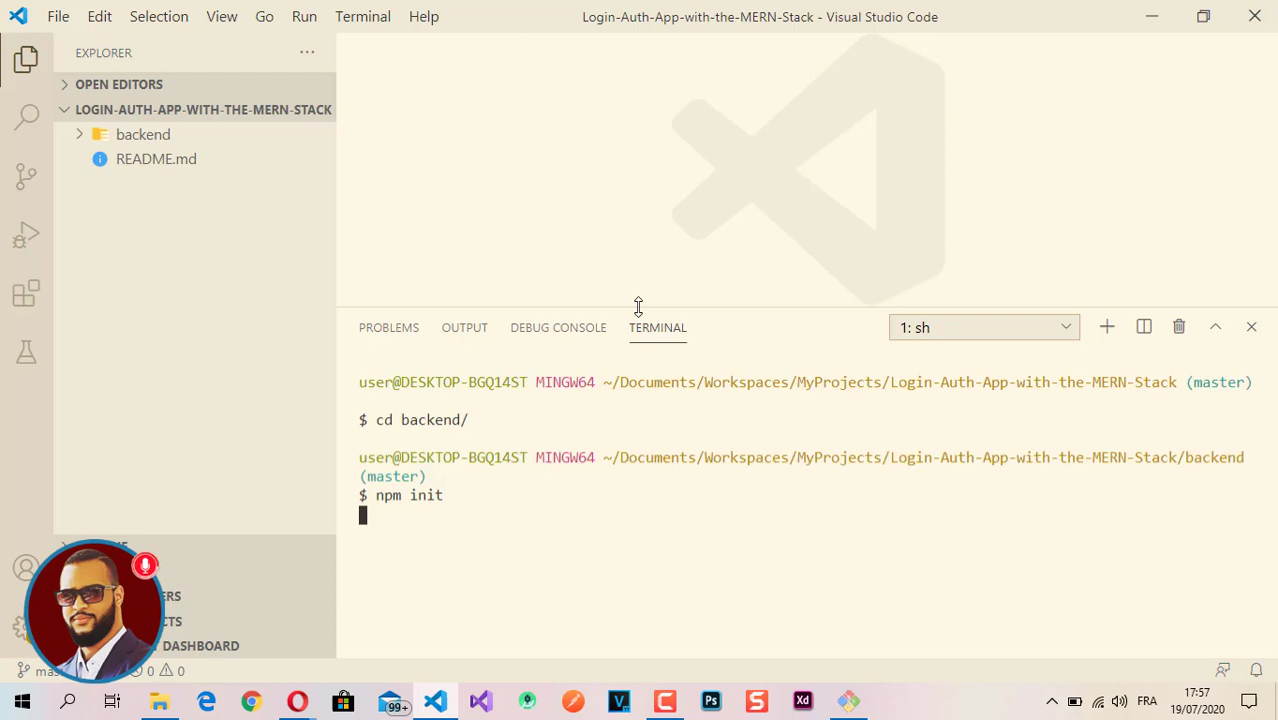 File Edit Selection View Go Run Terminal Help
Login-Auth-App-with-the-MERN-Stack - Visual Studio Code
EXPLORER
OPEN EDITORS
LOGIN-AUTH-APP-WITH-THE-MERN-STACK
backend
README.md
PROBLEMS OUTPUT DEBUG CONSOLE TERMINAL
1: sh
user@DESKTOP-BGQ14ST MINGW64 ~/Documents/Workspaces/MyProjects/Login-Auth-App-with-the-MERN-Stack (master)
$ cd backend/
user@DESKTOP-BGQ14ST MINGW64 ~/Documents/Workspaces/MyProjects/Login-Auth-App-with-the-MERN-Stack/backend
(master)
$ npm init
DASHBOARD
0 0
99+
V
Ps
S
Xd
FRA
17:57
19/07/2020